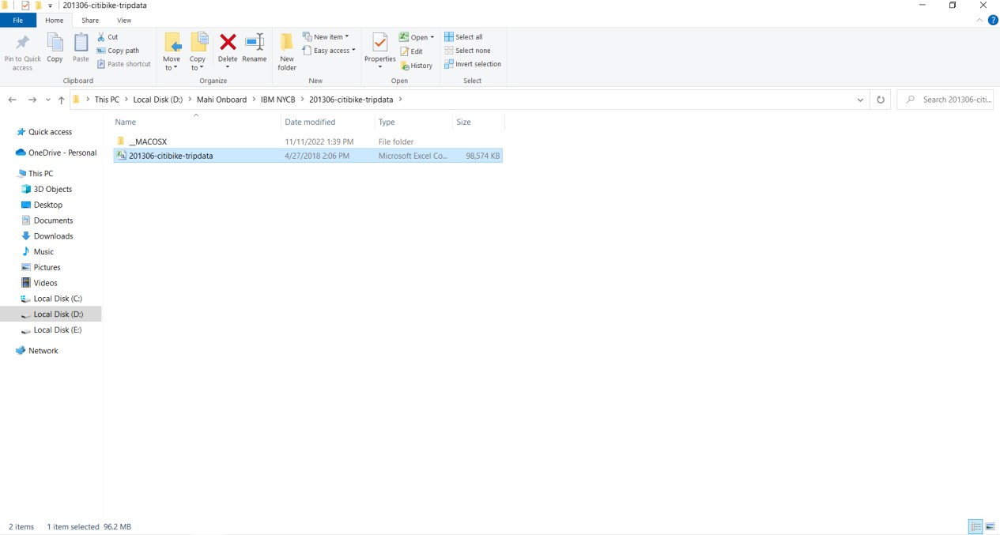 201306-citibike-tripdata
File Home Share View
Pin to Quick access
Copy
Paste
Cut
Copy path
Paste shortcut
Clipboard
Move to
Copy to
Delete
Rename
Organize
New folder
New item
Easy access
New
Properties
Open
Edit
History
Open
Select all
Select none
Invert selection
Select
This PC > Local Disk (D:) > Mahi Onboard > IBM NYCB > 201306-citibike-tripdata >
Search 201306-citi...
Name Date modified Type Size
__MACOSX 11/11/2022 1:39 PM File folder
201306-citibike-tripdata 4/27/2018 2:06 PM Microsoft Excel Co... 98,574 KB
Quick access
OneDrive - Personal
This PC
3D Objects
Desktop
Documents
Downloads
Music
Pictures
Videos
Local Disk (C:)
Local Disk (D:)
Local Disk (E:)
Network
2 items 1 item selected 96.2 MB